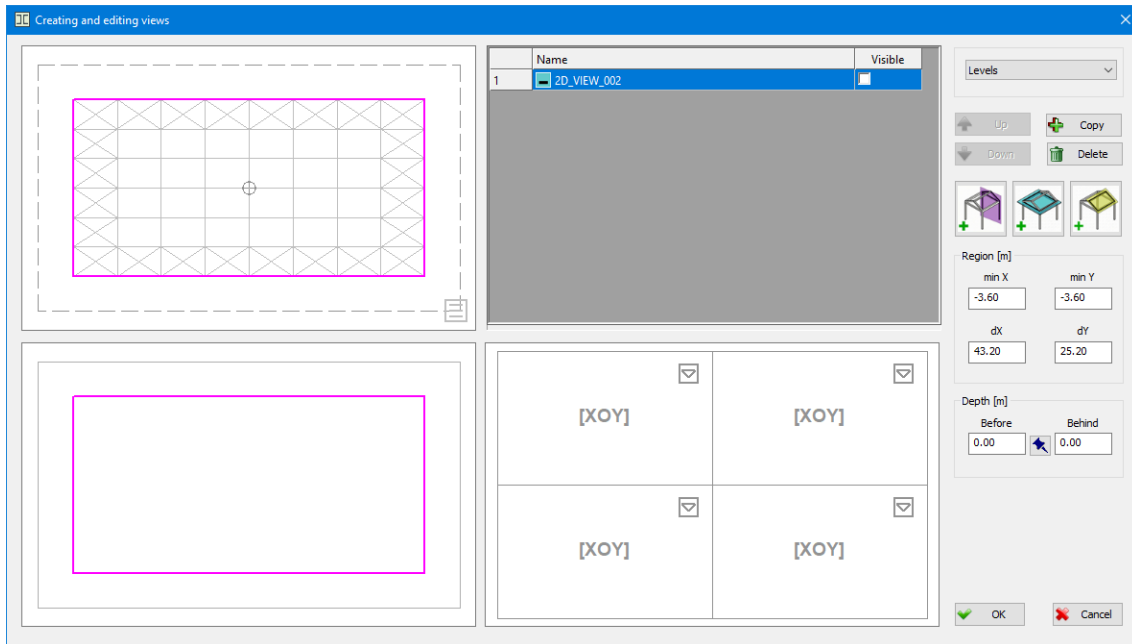 Creating and editing views
Name Visible
1 2D_VIEW_002
Levels
Up Copy
Down Delete
Region [m]
min X min Y
-3.60 -3.60
dX dY
43.20 25.20
Depth [m]
Before Behind
0.00 0.00
[XOY] [XOY]
[XOY] [XOY]
OK Cancel